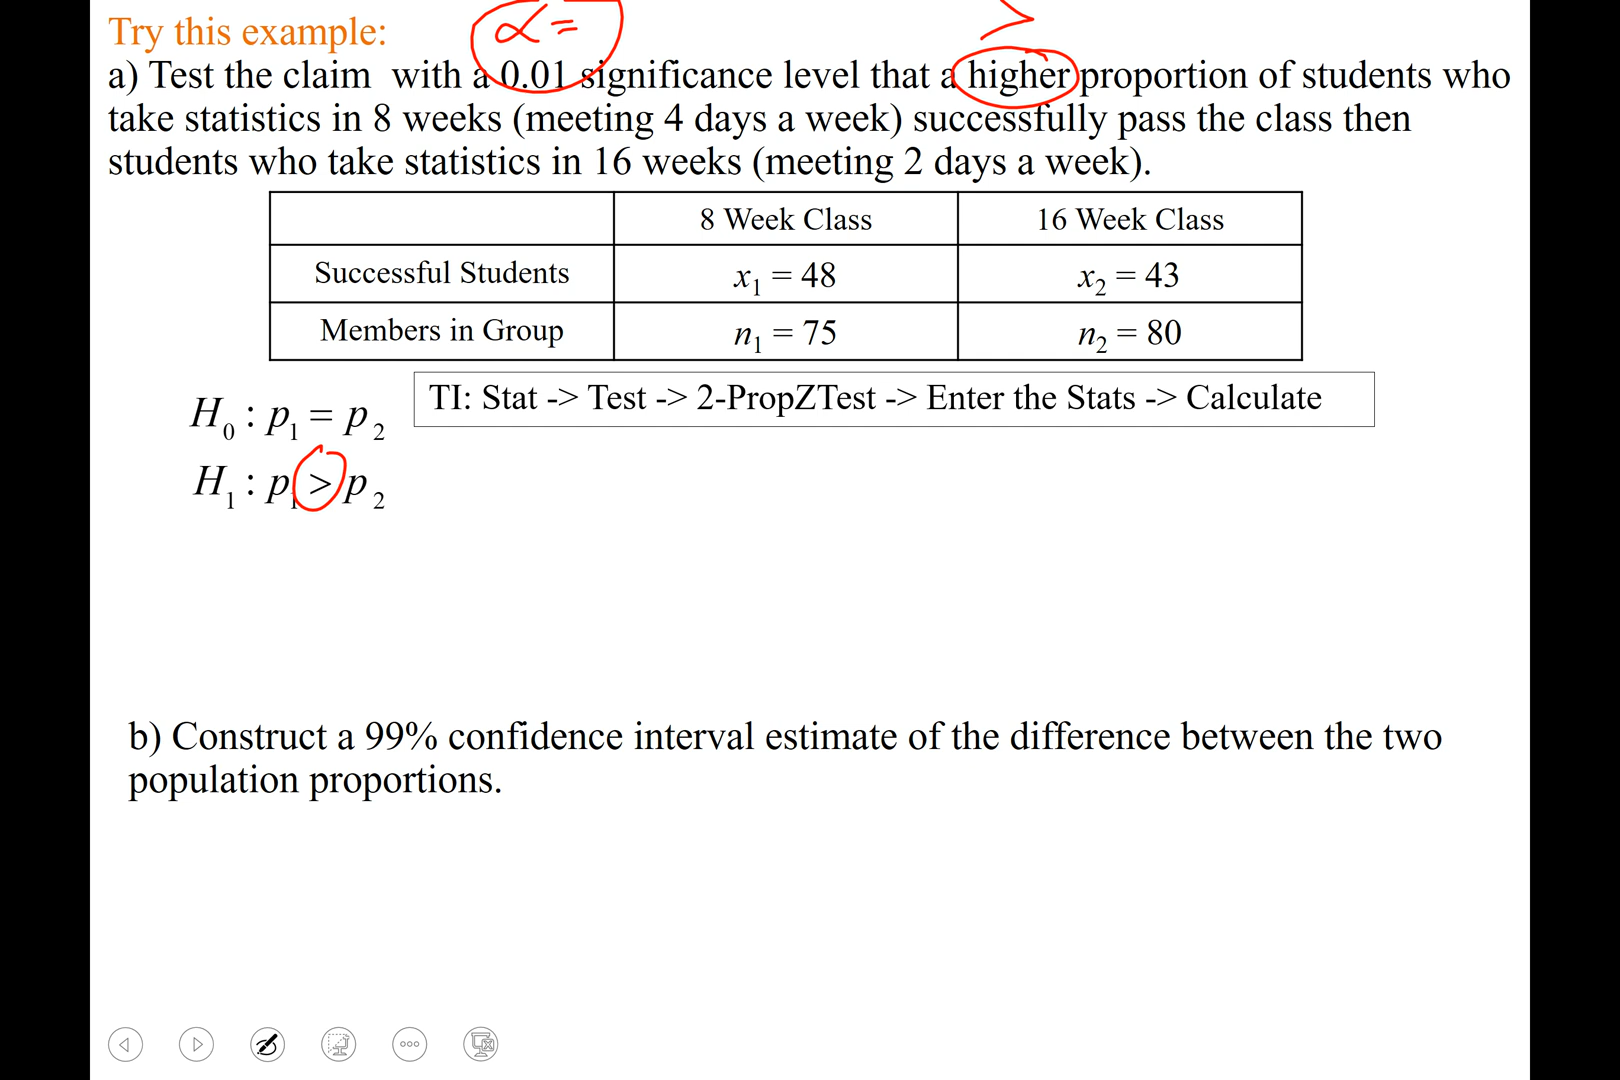 Try this example:
α =
>
a) Test the claim with a 0.01 significance level that a higher proportion of students who
take statistics in 8 weeks (meeting 4 days a week) successfully pass the class then
students who take statistics in 16 weeks (meeting 2 days a week).
8 Week Class 16 Week Class
Successful Students x₁ = 48 x₂ = 43
Members in Group n₁ = 75 n₂ = 80
TI: Stat -> Test -> 2-PropZTest -> Enter the Stats -> Calculate
H₀ : p₁ = p₂
H₁ : p₁ > p₂
b) Construct a 99% confidence interval estimate of the difference between the two
population proportions.